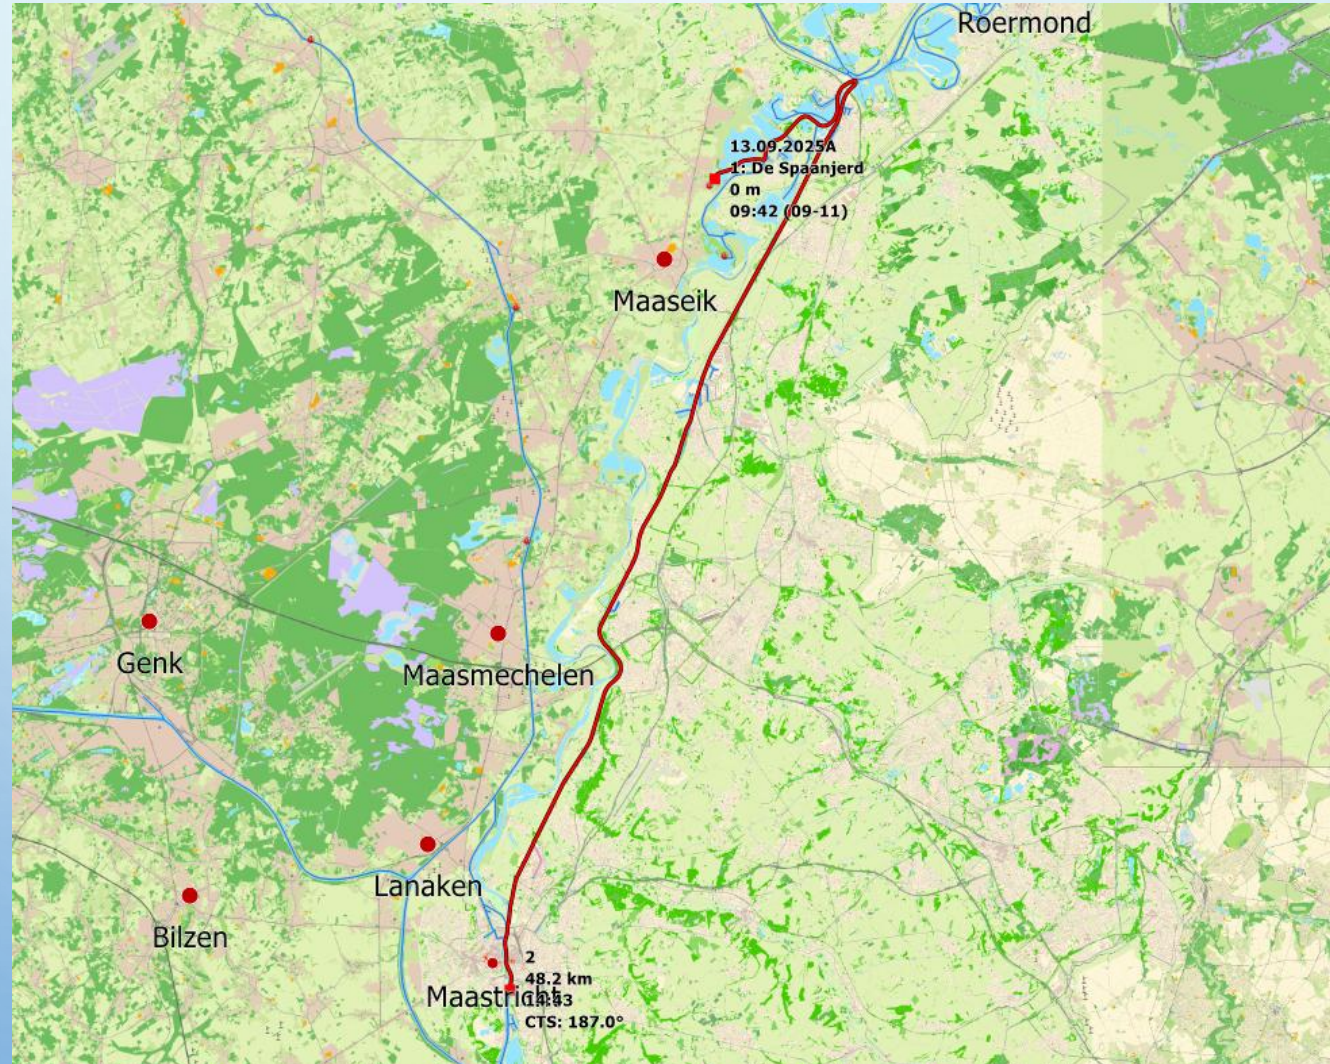 Roermond
13.09.2025A
1: De Spaanjerd
0 m
09:42 (09-11)
Maaseik
Genk
Maasmechelen
Lanaken
Bilzen
2
48.2 km
Maastricht
CTS: 187.0°